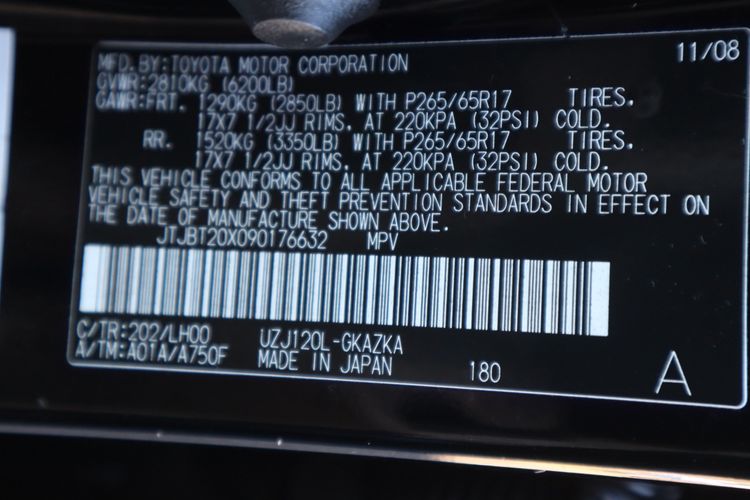 11/08
MFD. BY: TOYOTA MOTOR CORPORATION
GVWR: 2810KG (6200LB)
GAWR: FRT. 1290KG (2850LB) WITH P265/65R17 TIRES.
17X7 1/2JJ RIMS. AT 220KPA (32PSI) COLD.
RR. 1520KG (3350LB) WITH P265/65R17 TIRES.
17X7 1/2JJ RIMS. AT 220KPA (32PSI) COLD.
THIS VEHICLE CONFORMS TO ALL APPLICABLE FEDERAL MOTOR
VEHICLE SAFETY AND THEFT PREVENTION STANDARDS IN EFFECT ON
THE DATE OF MANUFACTURE SHOWN ABOVE.
JTJBT20X090176632 MPV
C/TR: 202/LH00 UZJ120L-GKAZKA
A/TM: A01A/A750F MADE IN JAPAN 180 A